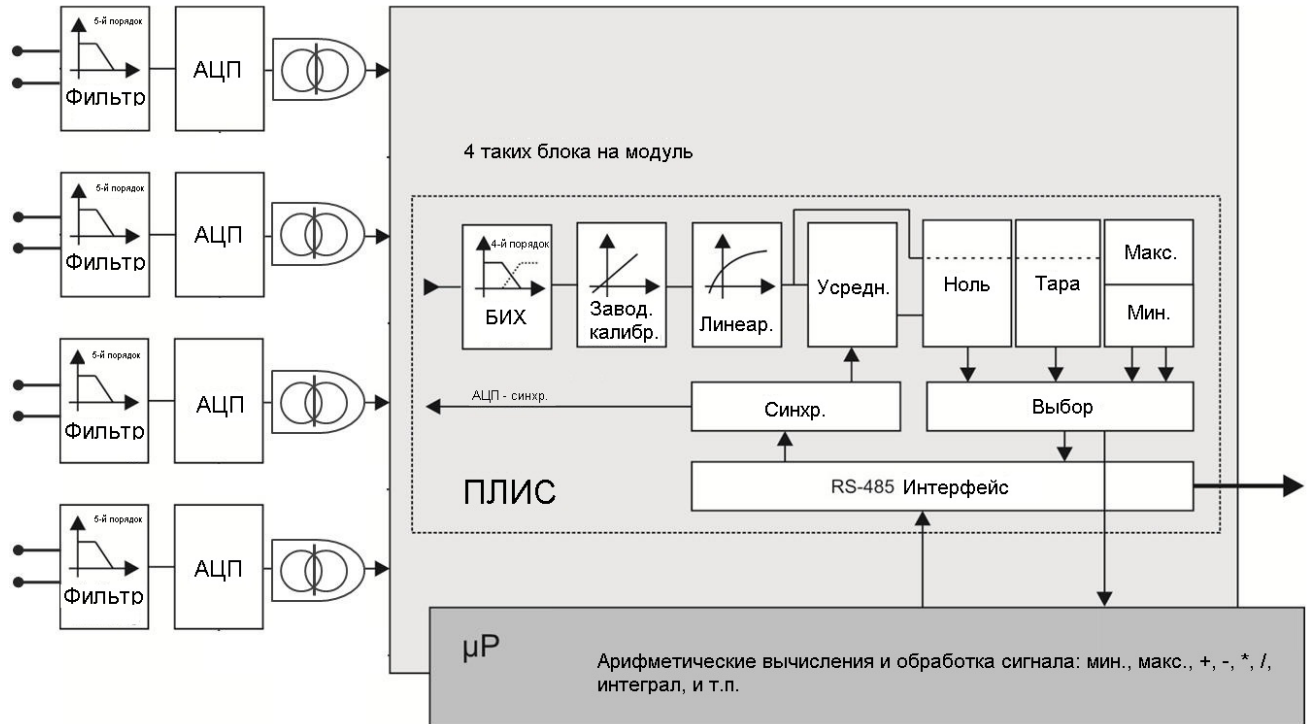 5-й порядок
Фильтр
АЦП
5-й порядок
Фильтр
АЦП
5-й порядок
Фильтр
АЦП
5-й порядок
Фильтр
АЦП
4 таких блока на модуль
4-й порядок
БИХ
Завод.
калибр.
Линеар.
Усредн.
Ноль
Тара
Макс.
Мин.
АЦП - синхр.
Синхр.
Выбор
ПЛИС
RS-485 Интерфейс
µP
Арифметические вычисления и обработка сигнала: мин., макс., +, -, *, /,
интеграл, и т.п.